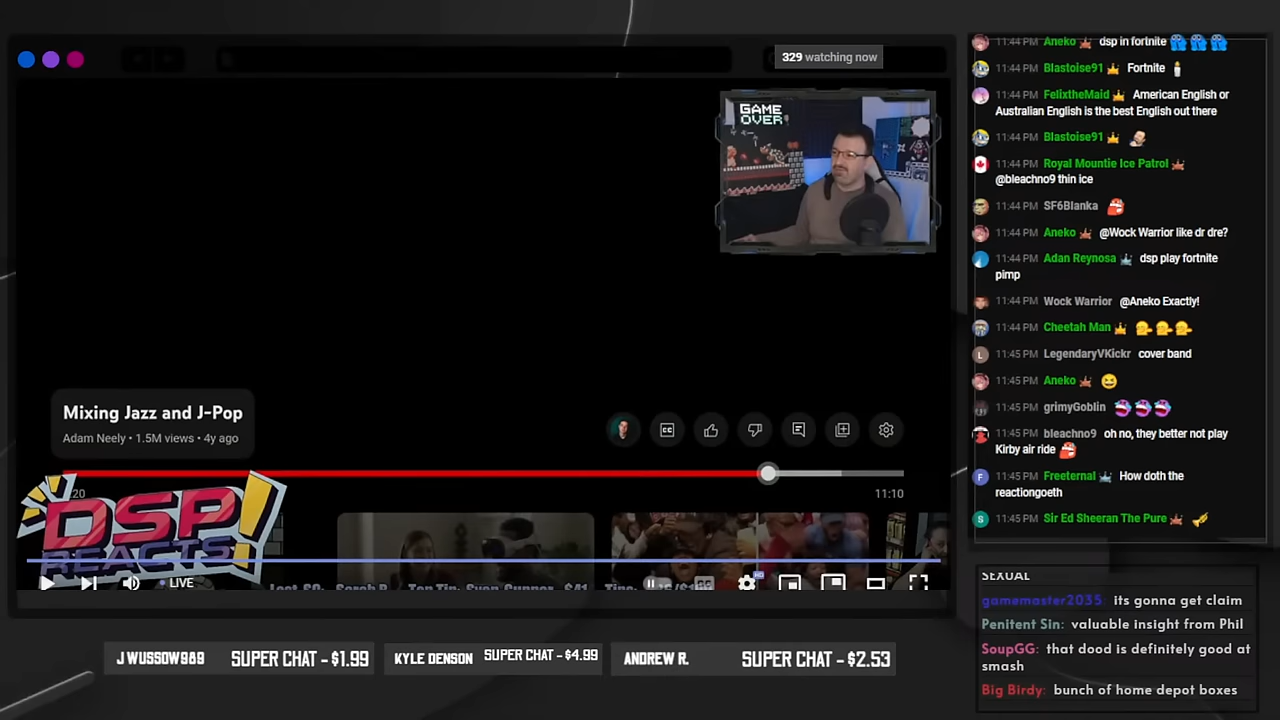 329 watching now
GAME
OVER
Mixing Jazz and J-Pop
Adam Neely • 1.5M views • 4y ago
:20
11:10
DSP
REACTS!
LIVE
J WUSSOW989 SUPER CHAT - $1.99
KYLE DENSON SUPER CHAT - $4.99
ANDREW R. SUPER CHAT - $2.53
11:44 PM Aneko dsp in fortnite
11:44 PM Blastoise91 Fortnite
11:44 PM FelixtheMaid American English or
Australian English is the best English out there
11:44 PM Blastoise91
11:44 PM Royal Mountie Ice Patrol
@bleachno9 thin ice
11:44 PM SF6Blanka
11:44 PM Aneko @Wock Warrior like dr dre?
11:44 PM Adan Reynosa dsp play fortnite
pimp
11:44 PM Wock Warrior @Aneko Exactly!
11:44 PM Cheetah Man
11:45 PM LegendaryVKickr cover band
11:45 PM Aneko
11:45 PM grimyGoblin
11:45 PM bleachno9 oh no, they better not play
Kirby air ride
11:45 PM Freeternal How doth the
reactiongoeth
11:45 PM Sir Ed Sheeran The Pure
SEXUAL
gamemaster2035: its gonna get claim
Penitent Sin: valuable insight from Phil
SoupGG: that dood is definitely good at
smash
Big Birdy: bunch of home depot boxes